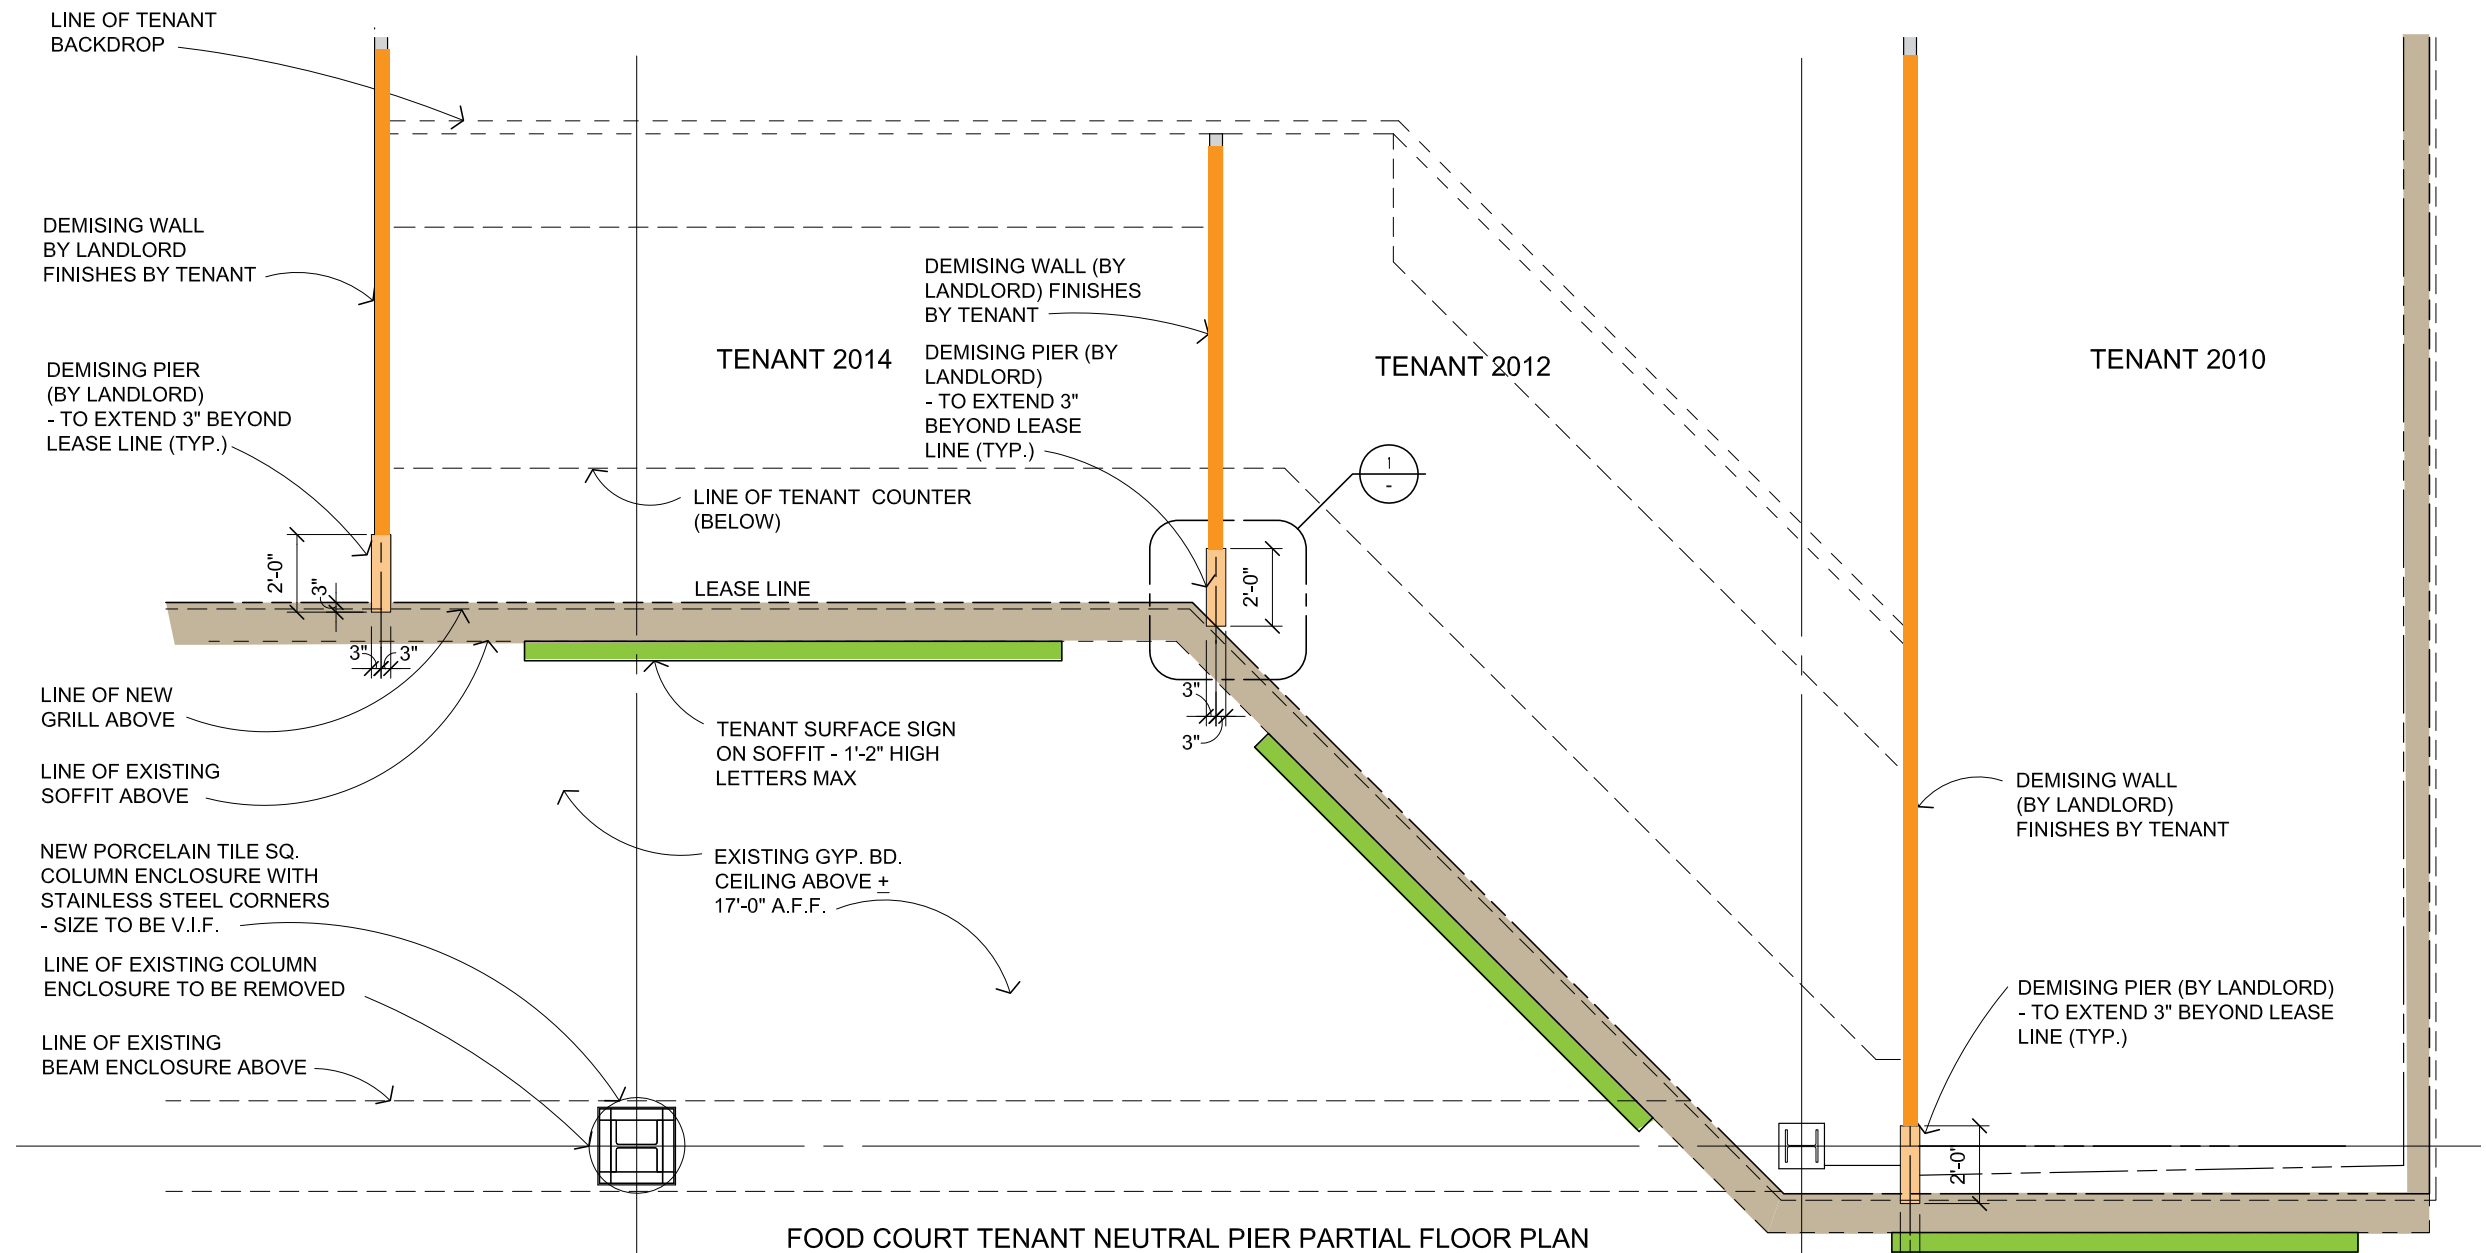 LINE OF TENANT
BACKDROP
DEMISING WALL
BY LANDLORD
FINISHES BY TENANT
DEMISING PIER
(BY LANDLORD)
- TO EXTEND 3" BEYOND
LEASE LINE (TYP.)
2'-0"
3"
3"
3"
LINE OF NEW
GRILL ABOVE
LINE OF EXISTING
SOFFIT ABOVE
NEW PORCELAIN TILE SQ.
COLUMN ENCLOSURE WITH
STAINLESS STEEL CORNERS
- SIZE TO BE V.I.F.
LINE OF EXISTING COLUMN
ENCLOSURE TO BE REMOVED
LINE OF EXISTING
BEAM ENCLOSURE ABOVE
TENANT 2014
DEMISING WALL (BY
LANDLORD) FINISHES
BY TENANT
DEMISING PIER (BY
LANDLORD)
- TO EXTEND 3"
BEYOND LEASE
LINE (TYP.)
LINE OF TENANT COUNTER
(BELOW)
LEASE LINE
TENANT SURFACE SIGN
ON SOFFIT - 1'-2" HIGH
LETTERS MAX
EXISTING GYP. BD.
CEILING ABOVE ±
17'-0" A.F.F.
TENANT 2012
1
-
2'-0"
3"
3"
TENANT 2010
DEMISING WALL
(BY LANDLORD)
FINISHES BY TENANT
DEMISING PIER (BY LANDLORD)
- TO EXTEND 3" BEYOND LEASE
LINE (TYP.)
2'-0"
FOOD COURT TENANT NEUTRAL PIER PARTIAL FLOOR PLAN